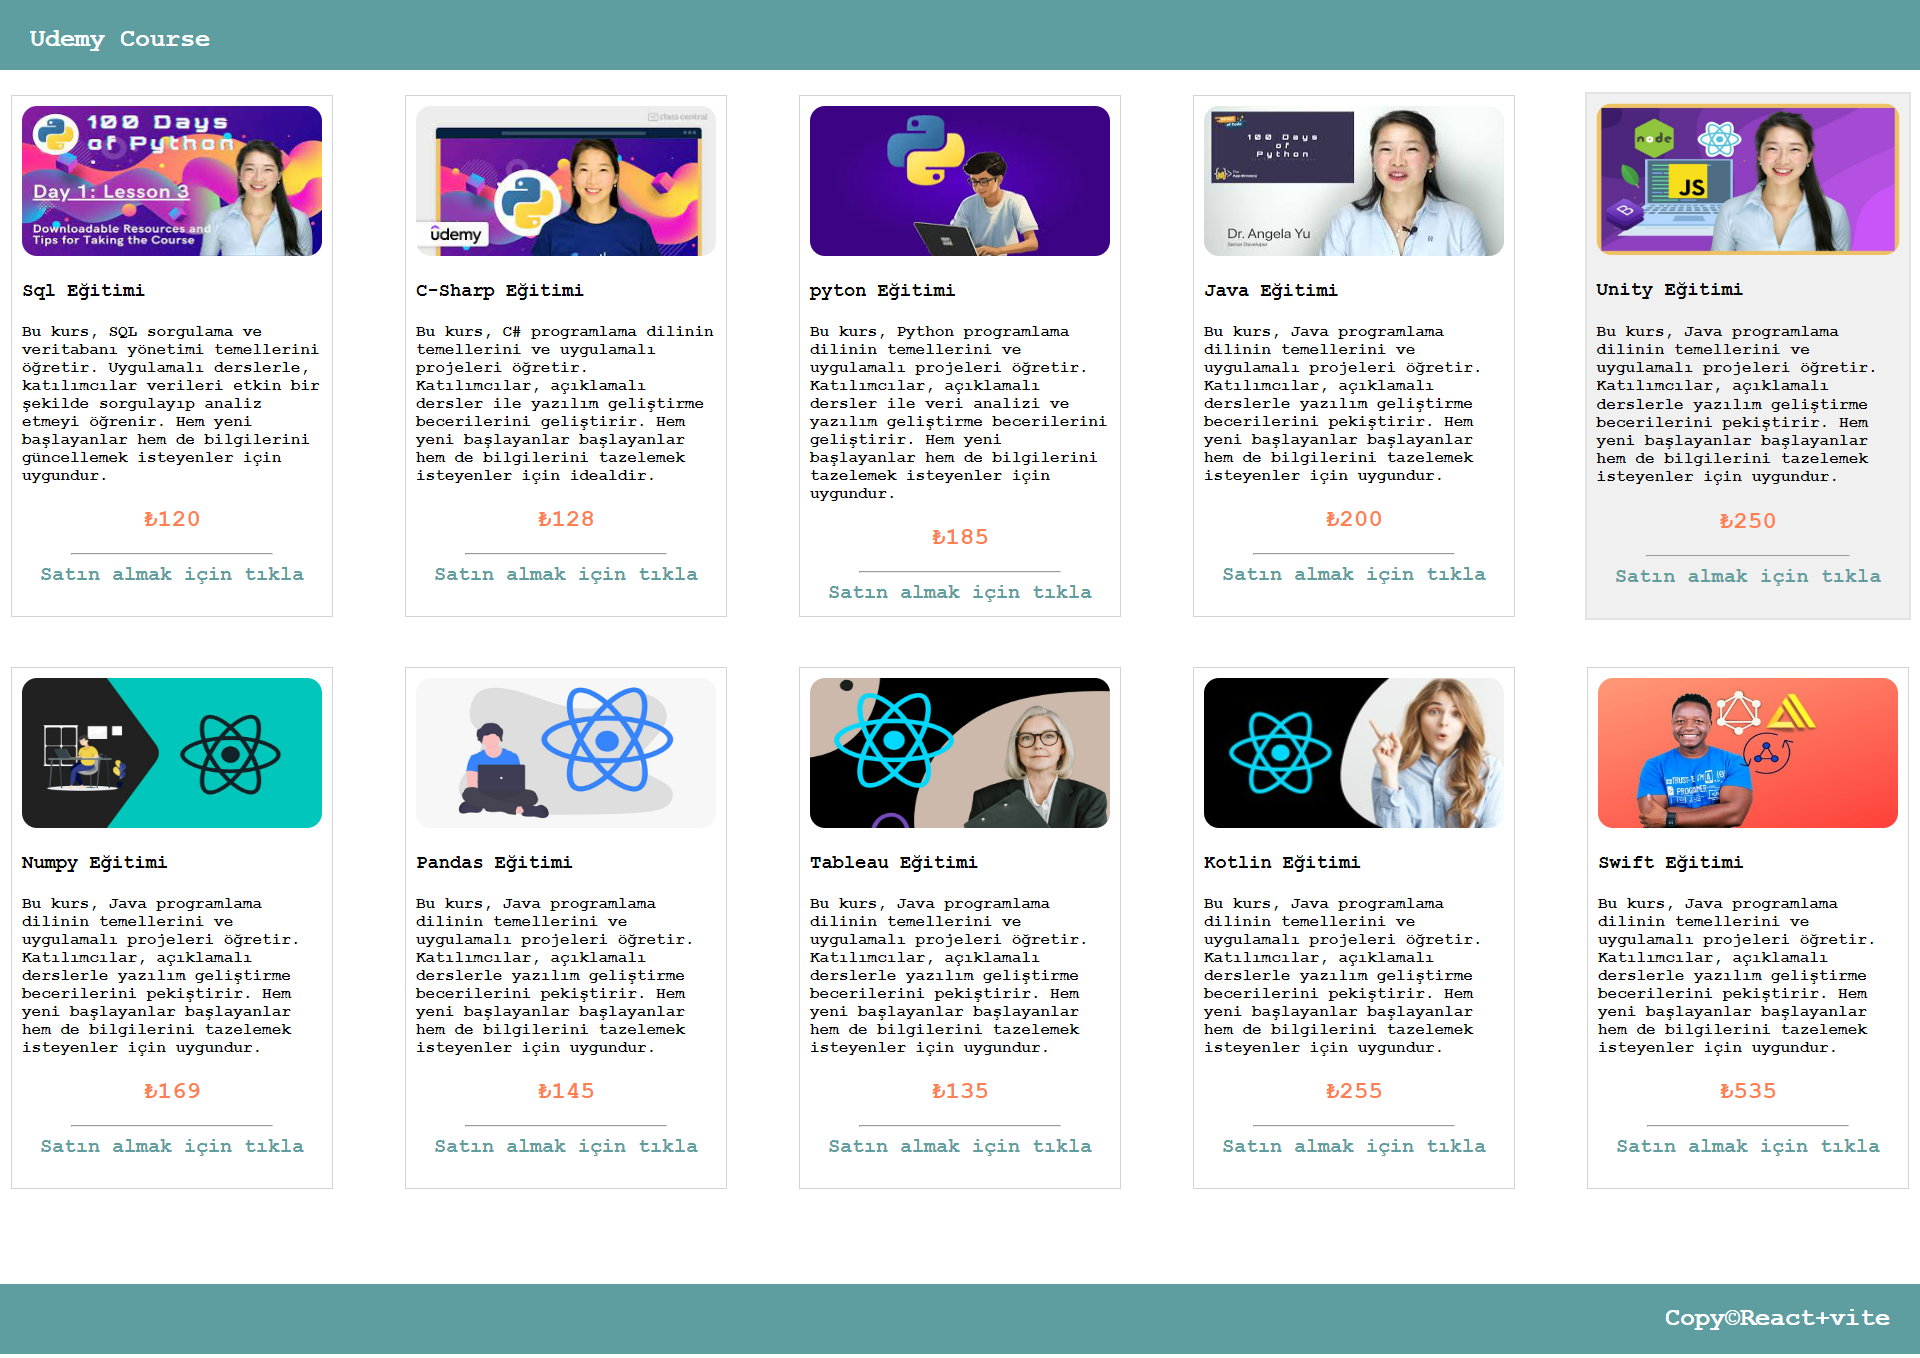 Udemy Course
100 Days
of Python
Day 1: Lesson 3
Downloadable Resources and
Tips for Taking the Course
Sql Eğitimi
Bu kurs, SQL sorgulama ve
veritabanı yönetimi temellerini
öğretir. Uygulamalı derslerle,
katılımcılar verileri etkin bir
şekilde sorgulayıp analiz
etmeyi öğrenir. Hem yeni
başlayanlar hem de bilgilerini
güncellemek isteyenler için
uygundur.
₺120
Satın almak için tıkla
class central
ûdemy
C-Sharp Eğitimi
Bu kurs, C# programlama dilinin
temellerini ve uygulamalı
projeleri öğretir.
Katılımcılar, açıklamalı
dersler ile yazılım geliştirme
becerilerini geliştirir. Hem
yeni başlayanlar başlayanlar
hem de bilgilerini tazelemek
isteyenler için idealdir.
₺128
Satın almak için tıkla
pyton Eğitimi
Bu kurs, Python programlama
dilinin temellerini ve
uygulamalı projeleri öğretir.
Katılımcılar, açıklamalı
dersler ile veri analizi ve
yazılım geliştirme becerilerini
geliştirir. Hem yeni
başlayanlar hem de bilgilerini
tazelemek isteyenler için
uygundur.
₺185
Satın almak için tıkla
100 Days
of
Python
Dr. Angela Yu
Senior Developer
Java Eğitimi
Bu kurs, Java programlama
dilinin temellerini ve
uygulamalı projeleri öğretir.
Katılımcılar, açıklamalı
derslerle yazılım geliştirme
becerilerini pekiştirir. Hem
yeni başlayanlar başlayanlar
hem de bilgilerini tazelemek
isteyenler için uygundur.
₺200
Satın almak için tıkla
node
JS
B
Unity Eğitimi
Bu kurs, Java programlama
dilinin temellerini ve
uygulamalı projeleri öğretir.
Katılımcılar, açıklamalı
derslerle yazılım geliştirme
becerilerini pekiştirir. Hem
yeni başlayanlar başlayanlar
hem de bilgilerini tazelemek
isteyenler için uygundur.
₺250
Satın almak için tıkla
Numpy Eğitimi
Bu kurs, Java programlama
dilinin temellerini ve
uygulamalı projeleri öğretir.
Katılımcılar, açıklamalı
derslerle yazılım geliştirme
becerilerini pekiştirir. Hem
yeni başlayanlar başlayanlar
hem de bilgilerini tazelemek
isteyenler için uygundur.
₺169
Satın almak için tıkla
Pandas Eğitimi
Bu kurs, Java programlama
dilinin temellerini ve
uygulamalı projeleri öğretir.
Katılımcılar, açıklamalı
derslerle yazılım geliştirme
becerilerini pekiştirir. Hem
yeni başlayanlar başlayanlar
hem de bilgilerini tazelemek
isteyenler için uygundur.
₺145
Satın almak için tıkla
Tableau Eğitimi
Bu kurs, Java programlama
dilinin temellerini ve
uygulamalı projeleri öğretir.
Katılımcılar, açıklamalı
derslerle yazılım geliştirme
becerilerini pekiştirir. Hem
yeni başlayanlar başlayanlar
hem de bilgilerini tazelemek
isteyenler için uygundur.
₺135
Satın almak için tıkla
Kotlin Eğitimi
Bu kurs, Java programlama
dilinin temellerini ve
uygulamalı projeleri öğretir.
Katılımcılar, açıklamalı
derslerle yazılım geliştirme
becerilerini pekiştirir. Hem
yeni başlayanlar başlayanlar
hem de bilgilerini tazelemek
isteyenler için uygundur.
₺255
Satın almak için tıkla
Swift Eğitimi
Bu kurs, Java programlama
dilinin temellerini ve
uygulamalı projeleri öğretir.
Katılımcılar, açıklamalı
derslerle yazılım geliştirme
becerilerini pekiştirir. Hem
yeni başlayanlar başlayanlar
hem de bilgilerini tazelemek
isteyenler için uygundur.
₺535
Satın almak için tıkla
Copy©React+vite